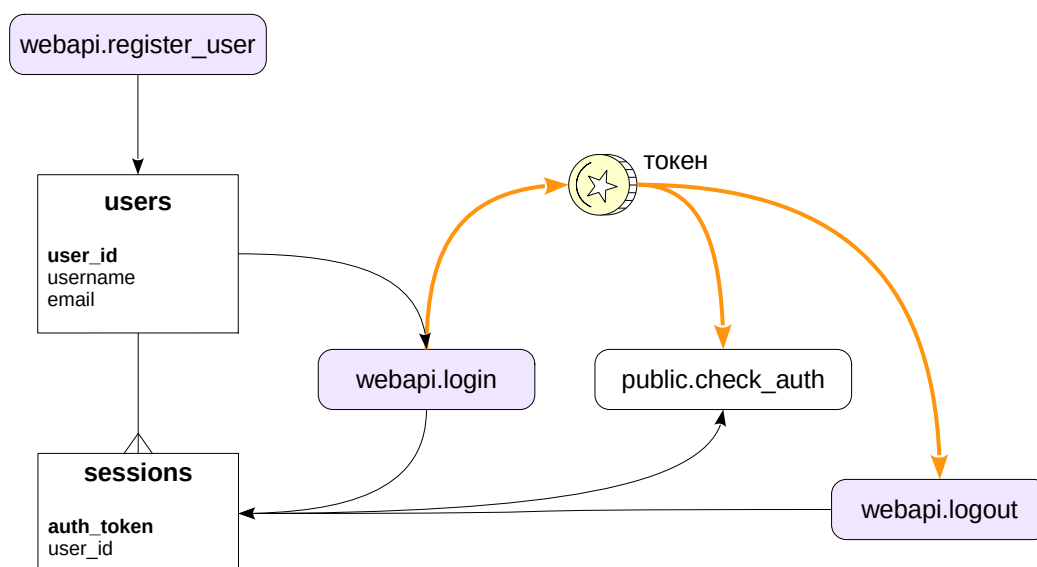 webapi.register_user
токен
users
user_id
username
email
webapi.login
public.check_auth
sessions
auth_token
user_id
webapi.logout